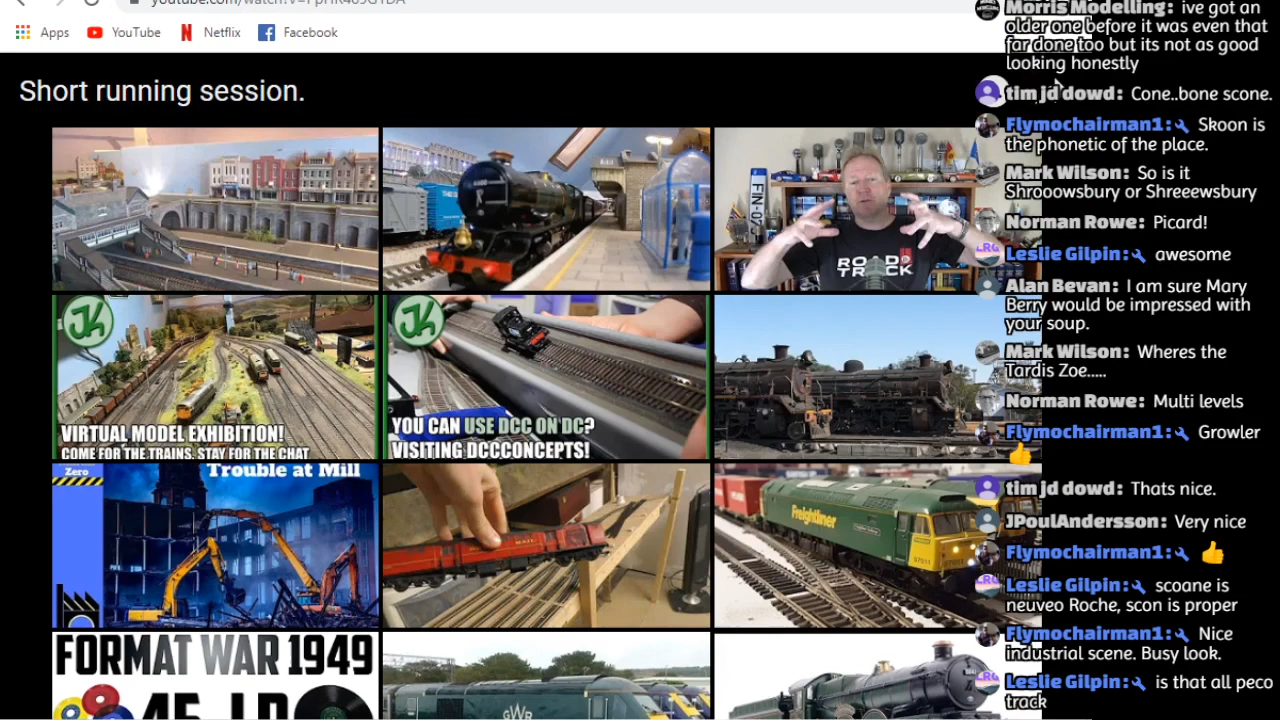 Apps YouTube Netflix Facebook
Short running session.
FIN-07
ROAD
TRACK
JK
VIRTUAL MODEL EXHIBITION!
COME FOR THE TRAINS. STAY FOR THE CHAT
JK
YOU CAN USE DCC ON DC?
VISITING DCCCONCEPTS!
Zero
Trouble at Mill
Freightliner
57011
FORMAT WAR 1949
GWR
Morris Modelling: ive got an
older one before it was even that
far done too but its not as good
looking honestly
tim jd dowd: Cone..bone scone.
Flymochairman1: Skoon is
the phonetic of the place.
Mark Wilson: So is it
Shrooowsbury or Shreeewsbury
Norman Rowe: Picard!
Leslie Gilpin: awesome
Alan Bevan: I am sure Mary
Berry would be impressed with
your soup.
Mark Wilson: Wheres the
Tardis Zoe.....
Norman Rowe: Multi levels
Flymochairman1: Growler
👍
tim jd dowd: Thats nice.
JPoulAndersson: Very nice
Flymochairman1: 👍
Leslie Gilpin: scoane is
neuveo Roche, scon is proper
Flymochairman1: Nice
industrial scene. Busy look.
Leslie Gilpin: is that all peco
track